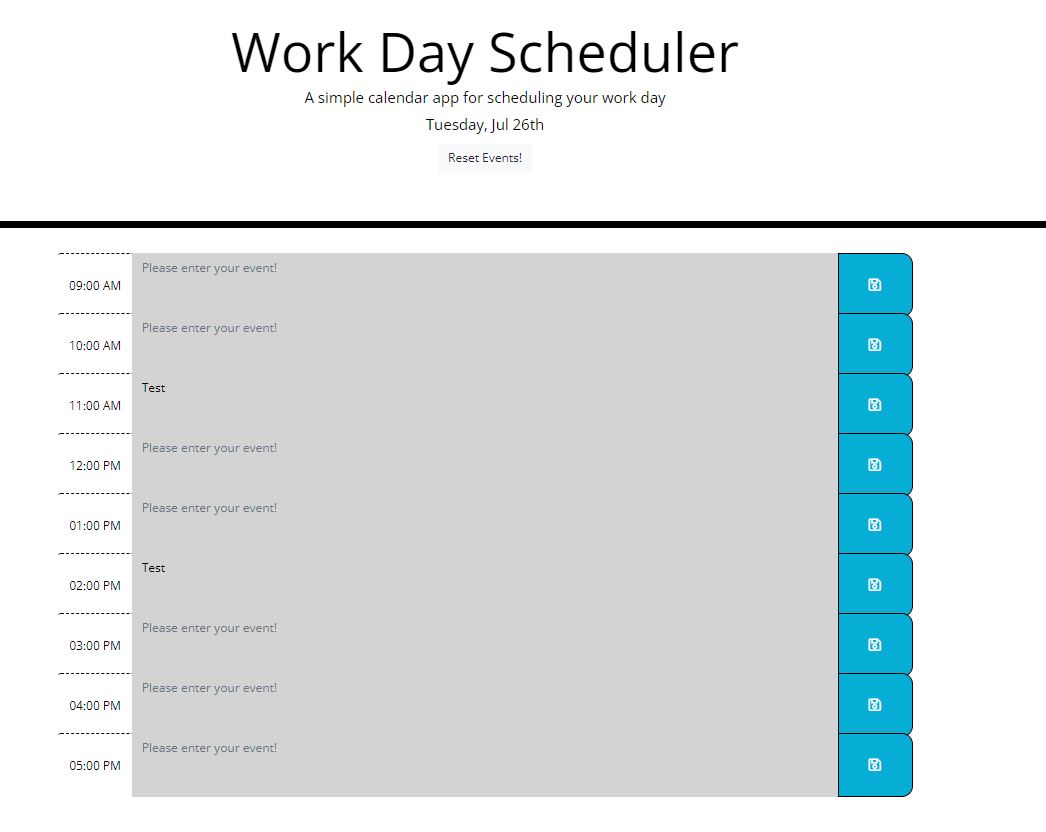 Work Day Scheduler
A simple calendar app for scheduling your work day
Tuesday, Jul 26th
Reset Events!
09:00 AM Please enter your event!
10:00 AM Please enter your event!
11:00 AM Test
12:00 PM Please enter your event!
01:00 PM Please enter your event!
02:00 PM Test
03:00 PM Please enter your event!
04:00 PM Please enter your event!
05:00 PM Please enter your event!